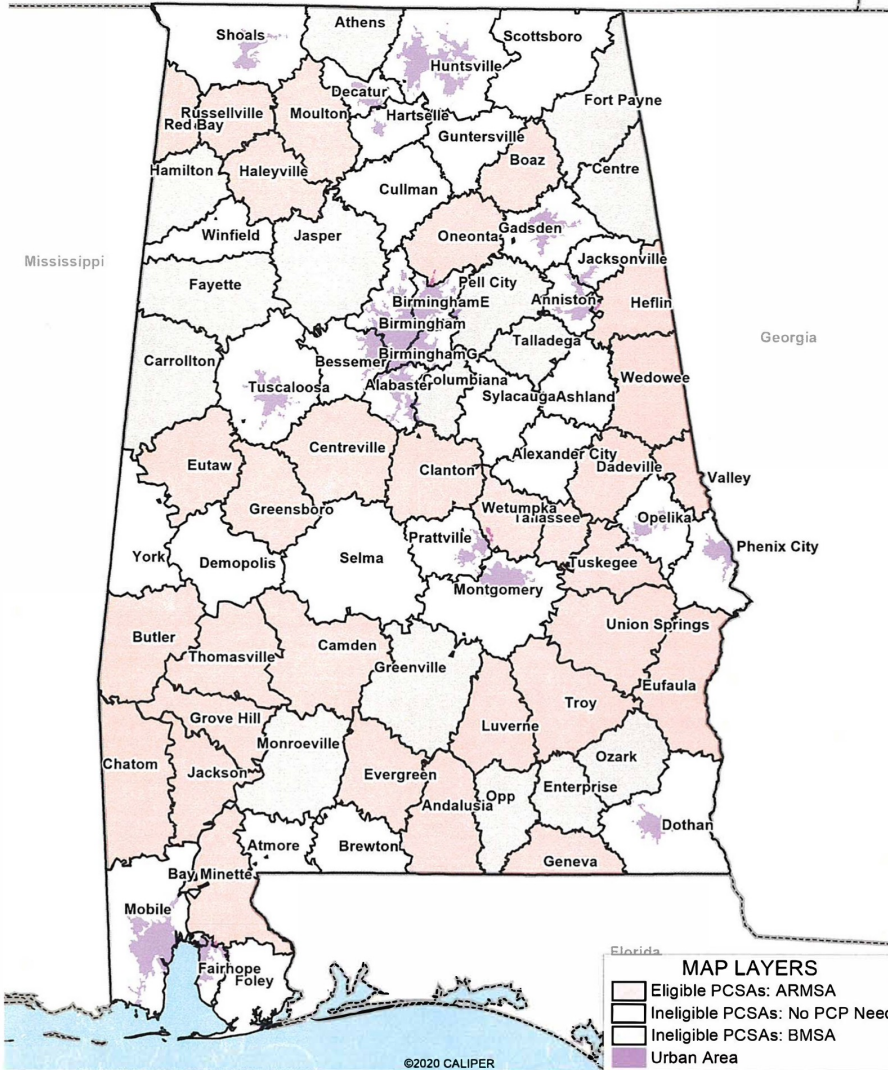 Athens
Shoals
Scottsboro
Huntsville
Decatur
Fort Payne
Russellville
Moulton
Hartselle
Red Bay
Guntersville
Boaz
Hamilton
Haleyville
Centre
Cullman
Winfield
Jasper
Oneonta
Gadsden
Mississippi
Jacksonville
Fayette
Pell City
BirminghamE
Anniston
Heflin
Birmingham
Georgia
Talladega
Carrollton
Bessemer
BirminghamG
Tuscaloosa
Alabaster
Columbiana
Wedowee
Sylacauga
Ashland
Centreville
Alexander City
Eutaw
Clanton
Dadeville
Valley
Greensboro
Wetumpka
Tallassee
Opelika
Prattville
Phenix City
York
Demopolis
Selma
Tuskegee
Montgomery
Butler
Union Springs
Camden
Thomasville
Greenville
Eufaula
Grove Hill
Luverne
Troy
Monroeville
Chatom
Jackson
Evergreen
Ozark
Andalusia
Opp
Enterprise
Dothan
Atmore
Brewton
Geneva
Bay Minette
Mobile
Florida
Fairhope
Foley
MAP LAYERS
Eligible PCSAs: ARMSA
Ineligible PCSAs: No PCP Need
Ineligible PCSAs: BMSA
Urban Area
©2020 CALIPER